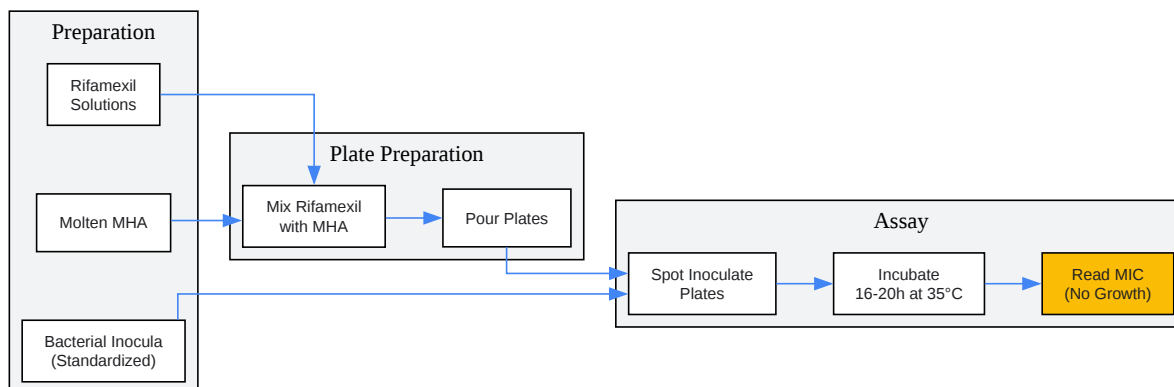 Preparation
Rifamexil
Solutions
Molten MHA
Bacterial Inocula
(Standardized)
Plate Preparation
Mix Rifamexil
with MHA
Pour Plates
Assay
Spot Inoculate
Plates
Incubate
16-20h at 35°C
Read MIC
(No Growth)